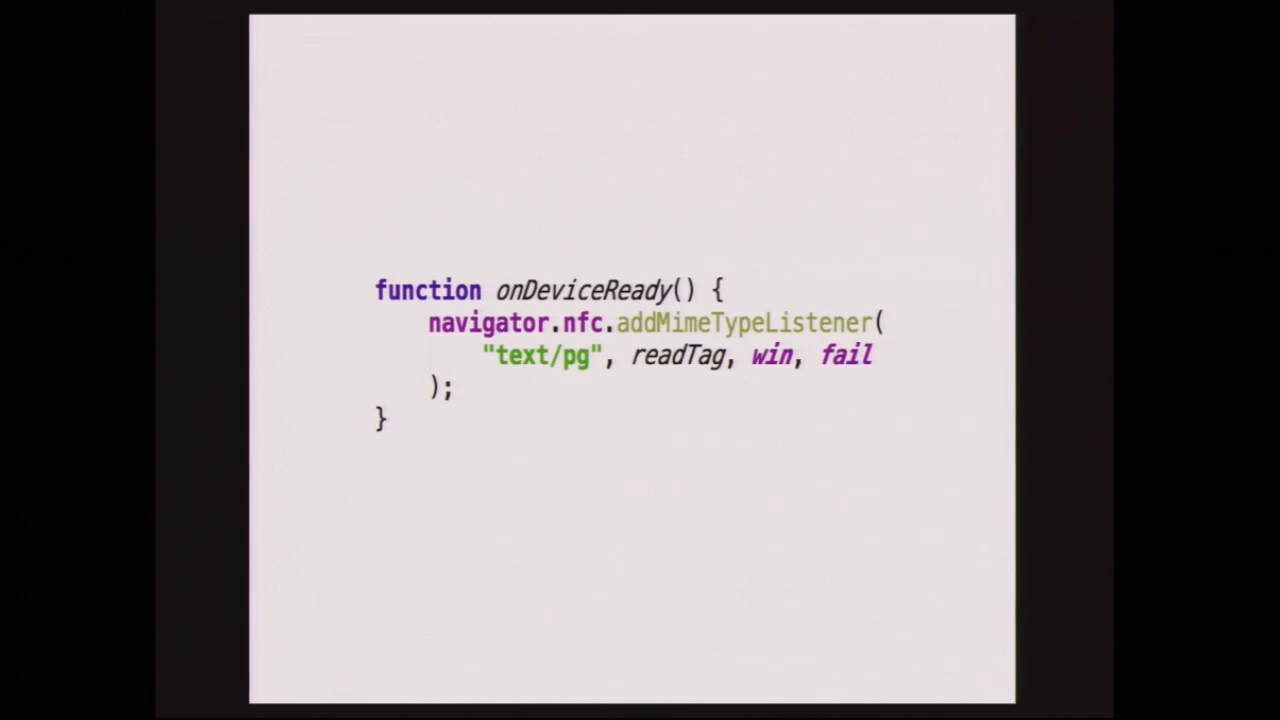 function onDeviceReady() {
navigator.nfc.addMimeTypeListener(
"text/pg", readTag, win, fail
);
}